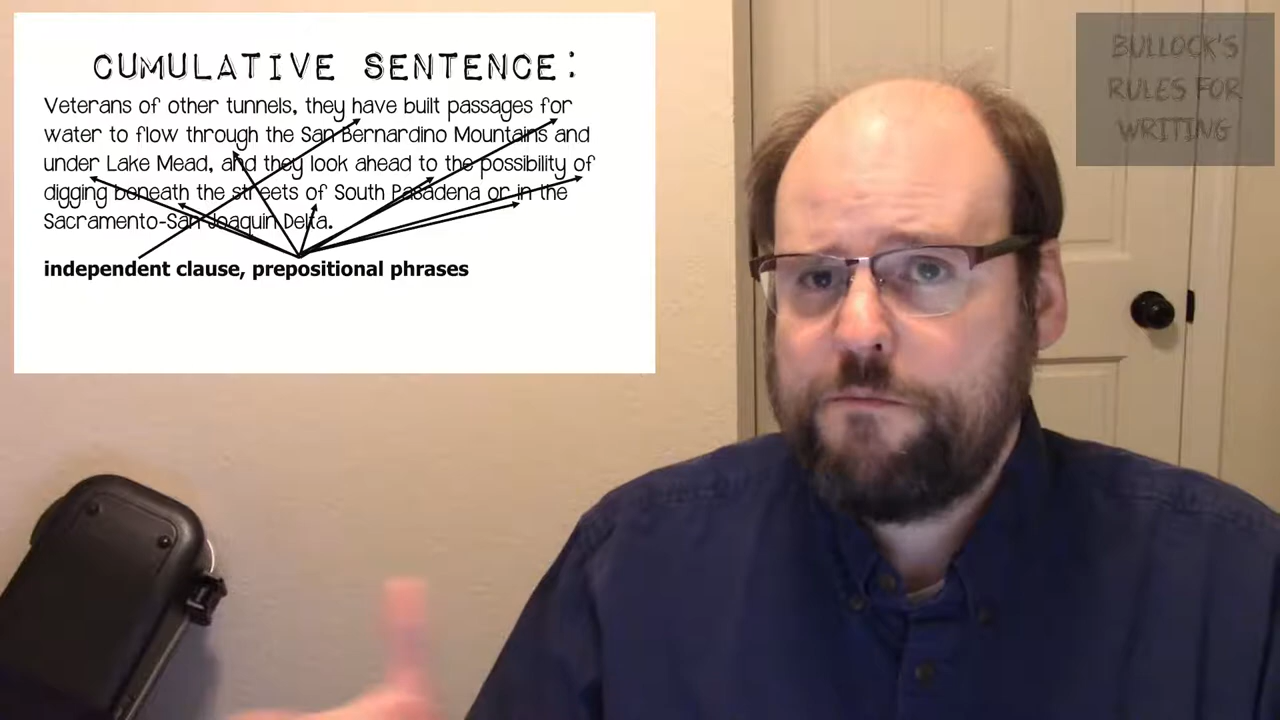 CUMULATIVE SENTENCE:
Veterans of other tunnels, they have built passages for
water to flow through the San Bernardino Mountains and
under Lake Mead, and they look ahead to the possibility of
digging beneath the streets of South Pasadena or in the
Sacramento-San Joaquin Delta.
independent clause, prepositional phrases
BULLOCK'S
RULES FOR
WRITING